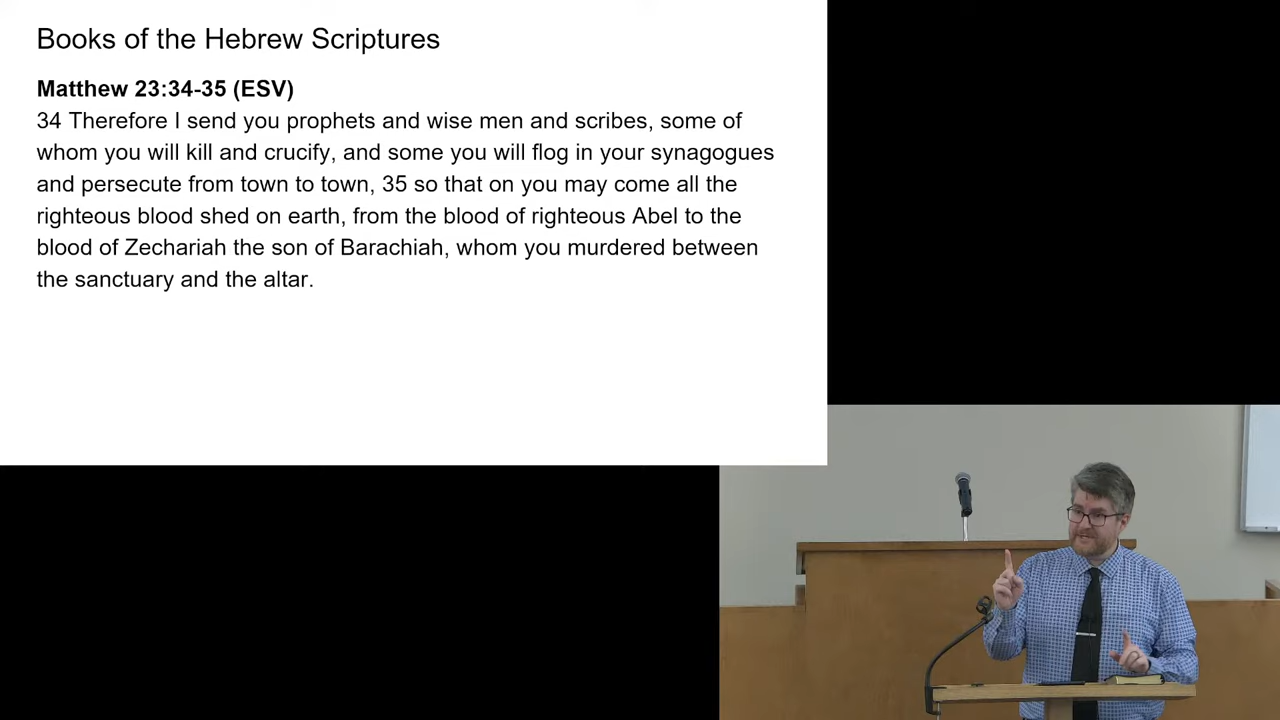 Books of the Hebrew Scriptures
Matthew 23:34-35 (ESV)
34 Therefore I send you prophets and wise men and scribes, some of
whom you will kill and crucify, and some you will flog in your synagogues
and persecute from town to town, 35 so that on you may come all the
righteous blood shed on earth, from the blood of righteous Abel to the
blood of Zechariah the son of Barachiah, whom you murdered between
the sanctuary and the altar.